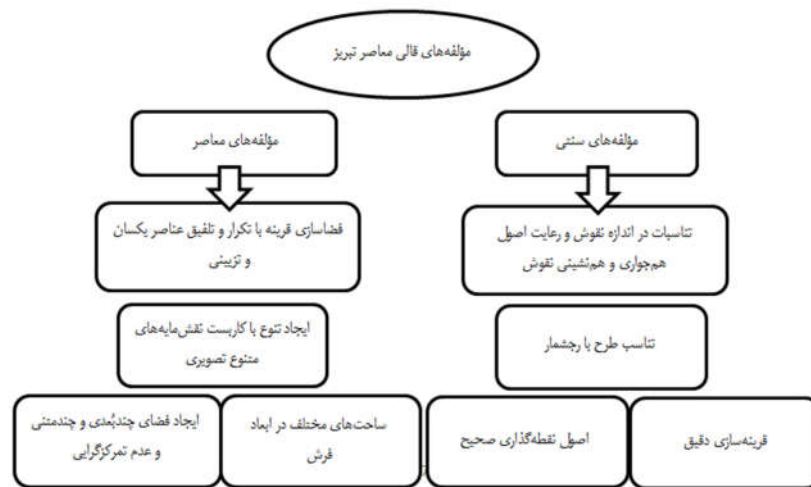 مؤلفه‌های قالی معاصر تبریز
مؤلفه‌های سنتی
مؤلفه‌های معاصر
تناسبات در اندازه نقوش و رعایت اصول
هم‌جواری و هم‌نشینی نقوش
فضاسازی قرینه با تکرار و تلفیق عناصر یکسان
و تزیینی
تناسب طرح با رجشمار
ایجاد تنوع با کاربست نقش‌مایه‌های
متنوع تصویری
قرینه‌سازی دقیق
اصول نقطه‌گذاری صحیح
ساحت‌های مختلف در ابعاد
فرش
ایجاد فضای چندبُعدی و چندمتنی
و عدم تمرکزگرایی